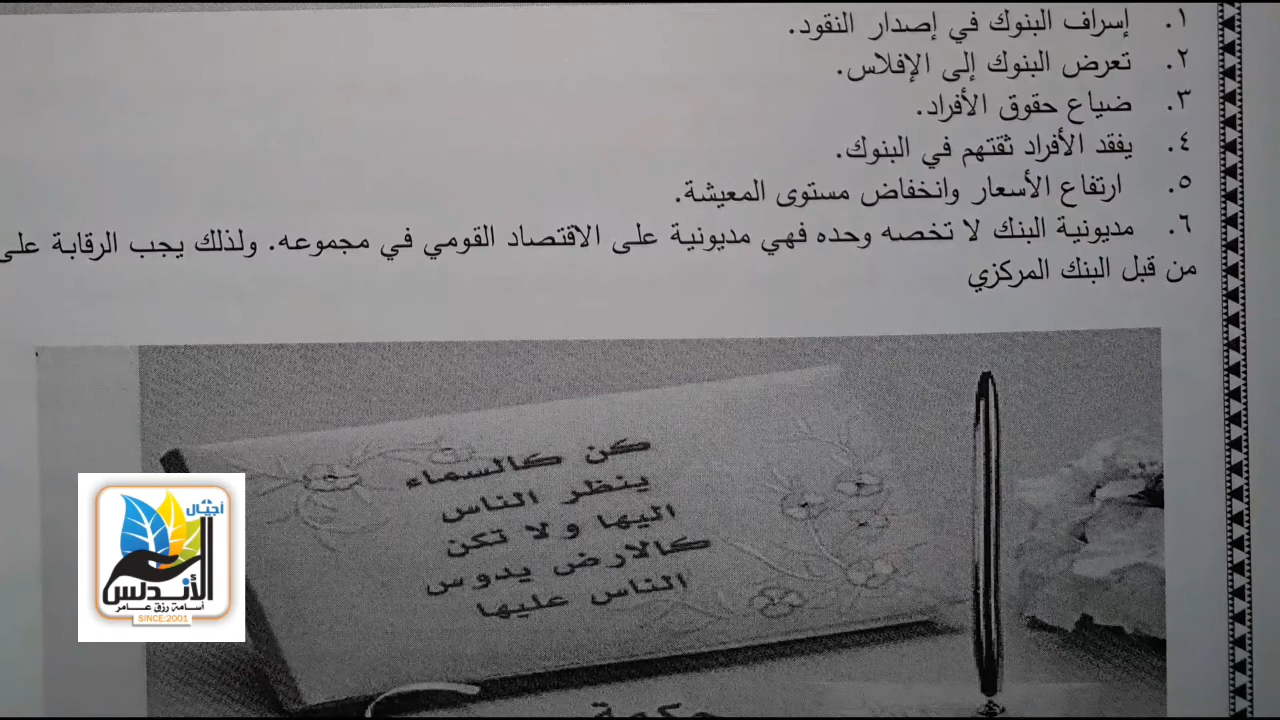 ١. إسراف البنوك في إصدار النقود.
٢. تعرض البنوك إلى الإفلاس.
٣. ضياع حقوق الأفراد.
٤. يفقد الأفراد ثقتهم في البنوك.
٥. ارتفاع الأسعار وانخفاض مستوى المعيشة.
٦. مديونية البنك لا تخصه وحده فهي مديونية على الاقتصاد القومي في مجموعه. ولذلك يجب الرقابة على
من قبل البنك المركزي
كن كالسماء
ينظر الناس
اليها ولا تكن
كالارض يدوس
الناس عليها
أجيال
الأندلس
أسامة رزق عامر
SINCE:2001